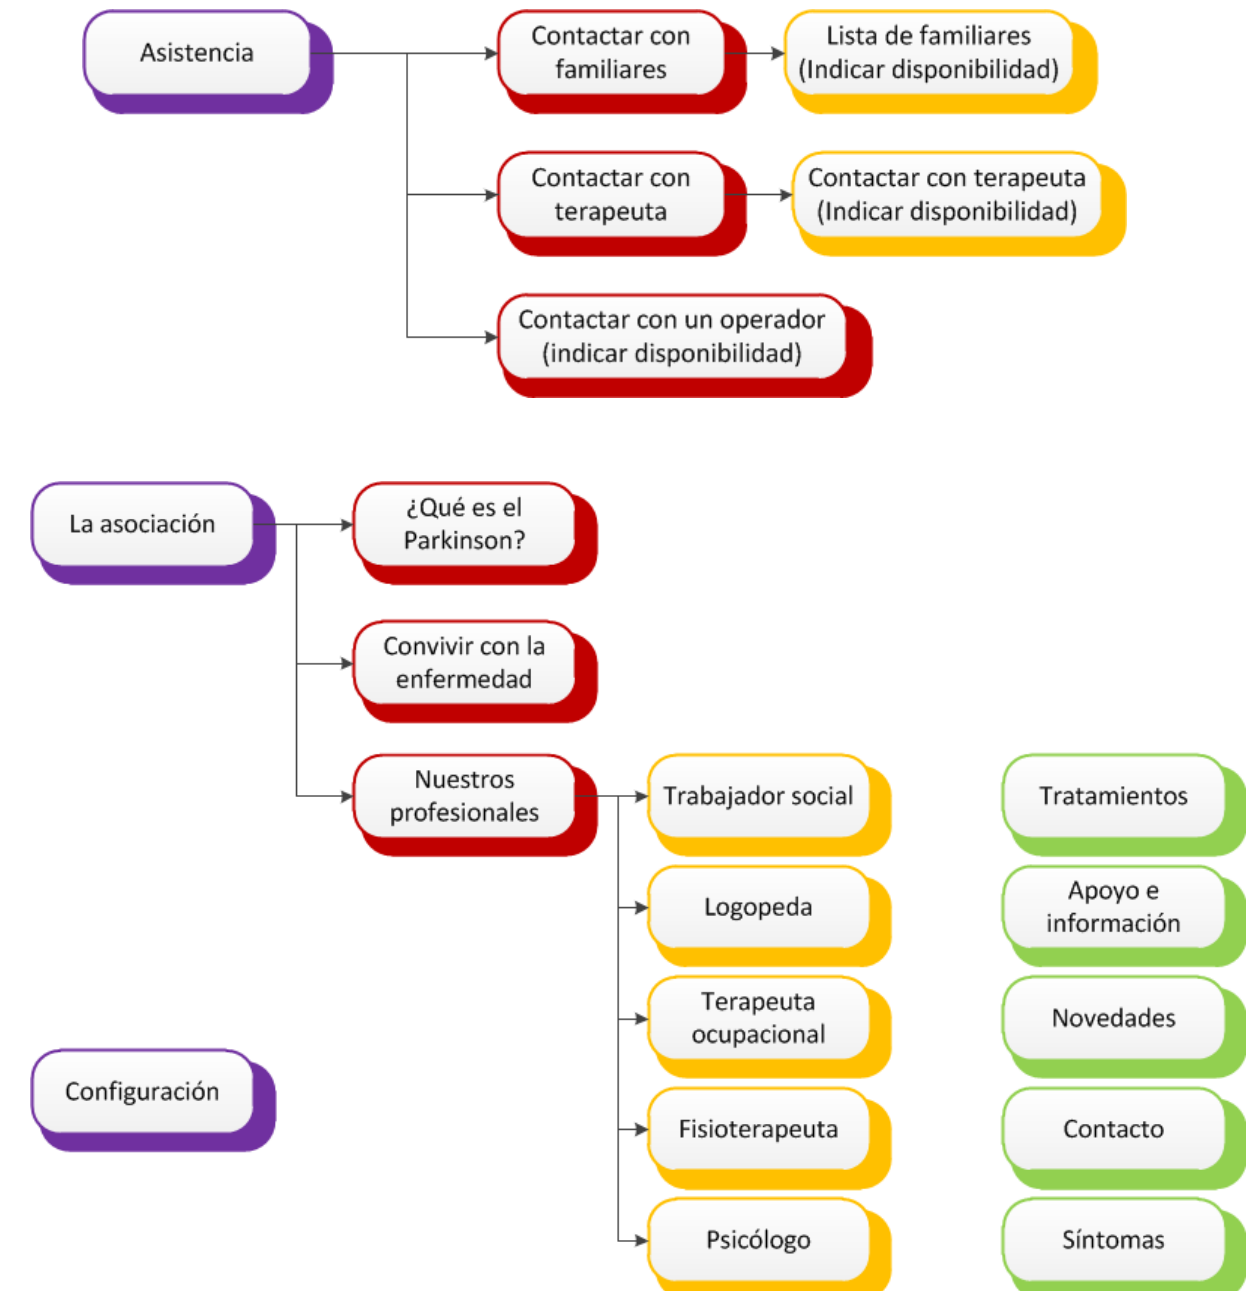 Asistencia
Contactar con
familiares
Lista de familiares
(Indicar disponibilidad)
Contactar con
terapeuta
Contactar con terapeuta
(Indicar disponibilidad)
Contactar con un operador
(indicar disponibilidad)
La asociación
¿Qué es el
Parkinson?
Convivir con la
enfermedad
Nuestros
profesionales
Trabajador social
Tratamientos
Logopeda
Apoyo e
información
Terapeuta
ocupacional
Novedades
Configuración
Fisioterapeuta
Contacto
Psicólogo
Síntomas